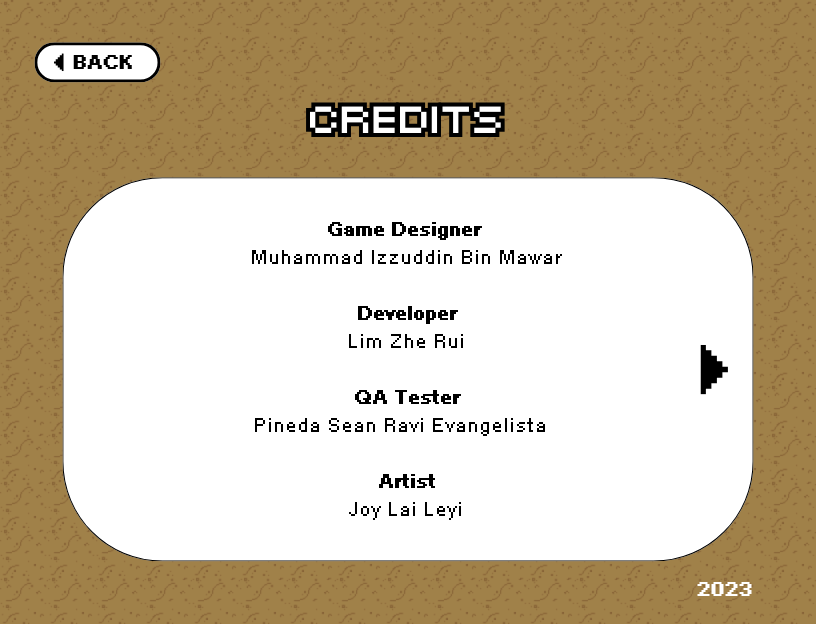 BACK
CREDITS
Game Designer
Muhammad Izzuddin Bin Mawar
Developer
Lim Zhe Rui
QA Tester
Pineda Sean Ravi Evangelista
Artist
Joy Lai Leyi
2023